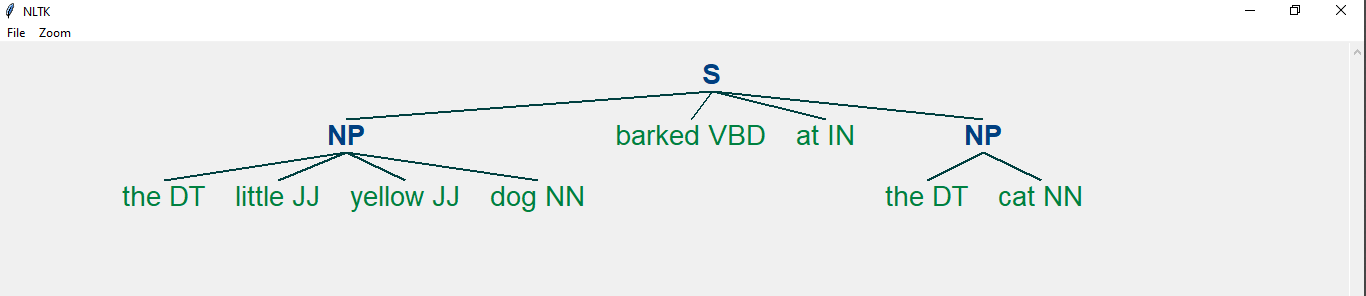 NLTK
File Zoom
S
NP barked VBD at IN NP
the DT little JJ yellow JJ dog NN the DT cat NN